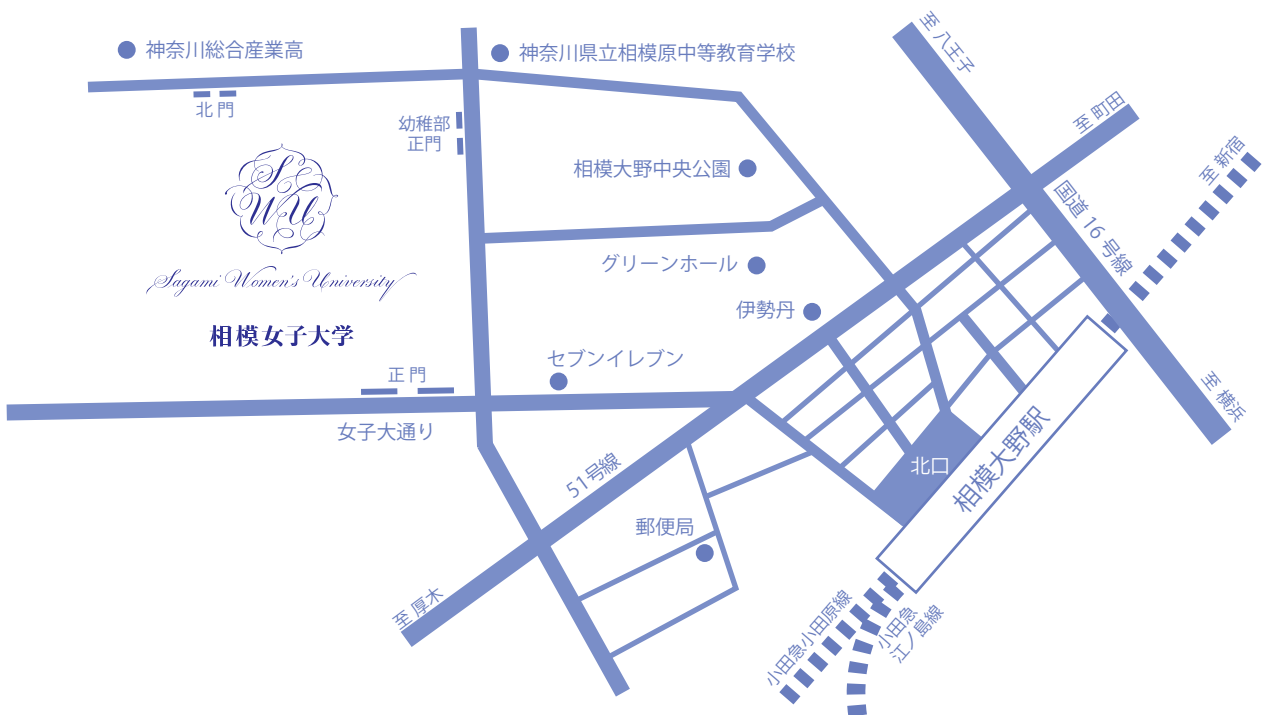 神奈川総合産業高
神奈川県立相模原中等教育学校
至 八王子
至 町田
至 新宿
北 門
幼稚部
正門
相模大野中央公園
国道 16 号線
S
W U
グリーンホール
Sagami Women's University
伊勢丹
相模女子大学
セブンイレブン
正 門
至 横浜
女子大通り
51号線
北口
相模大野駅
郵便局
至 厚木
小田急小田原線
小田急
江ノ島線